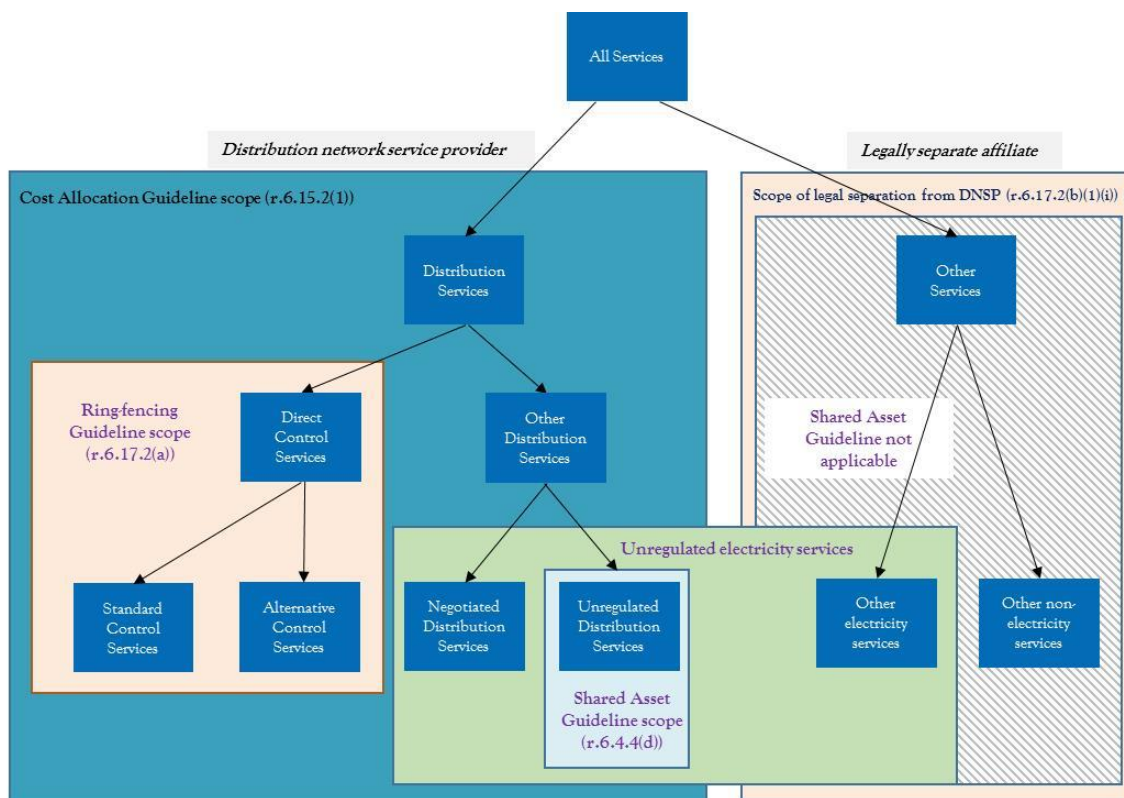 All Services
Distribution network service provider
Legally separate affiliate
Cost Allocation Guideline scope (r.6.15.2(1))
Scope of legal separation from DNSP (r.6.17.2(b)(1)(i))
Distribution
Services
Other
Services
Ring-fencing
Guideline scope
(r.6.17.2(a))
Direct
Control
Services
Other
Distribution
Services
Shared Asset
Guideline not
applicable
Unregulated electricity services
Standard
Control
Services
Alternative
Control
Services
Negotiated
Distribution
Services
Unregulated
Distribution
Services
Other
electricity
services
Other non-
electricity
services
Shared Asset
Guideline scope
(r.6.4.4(d))